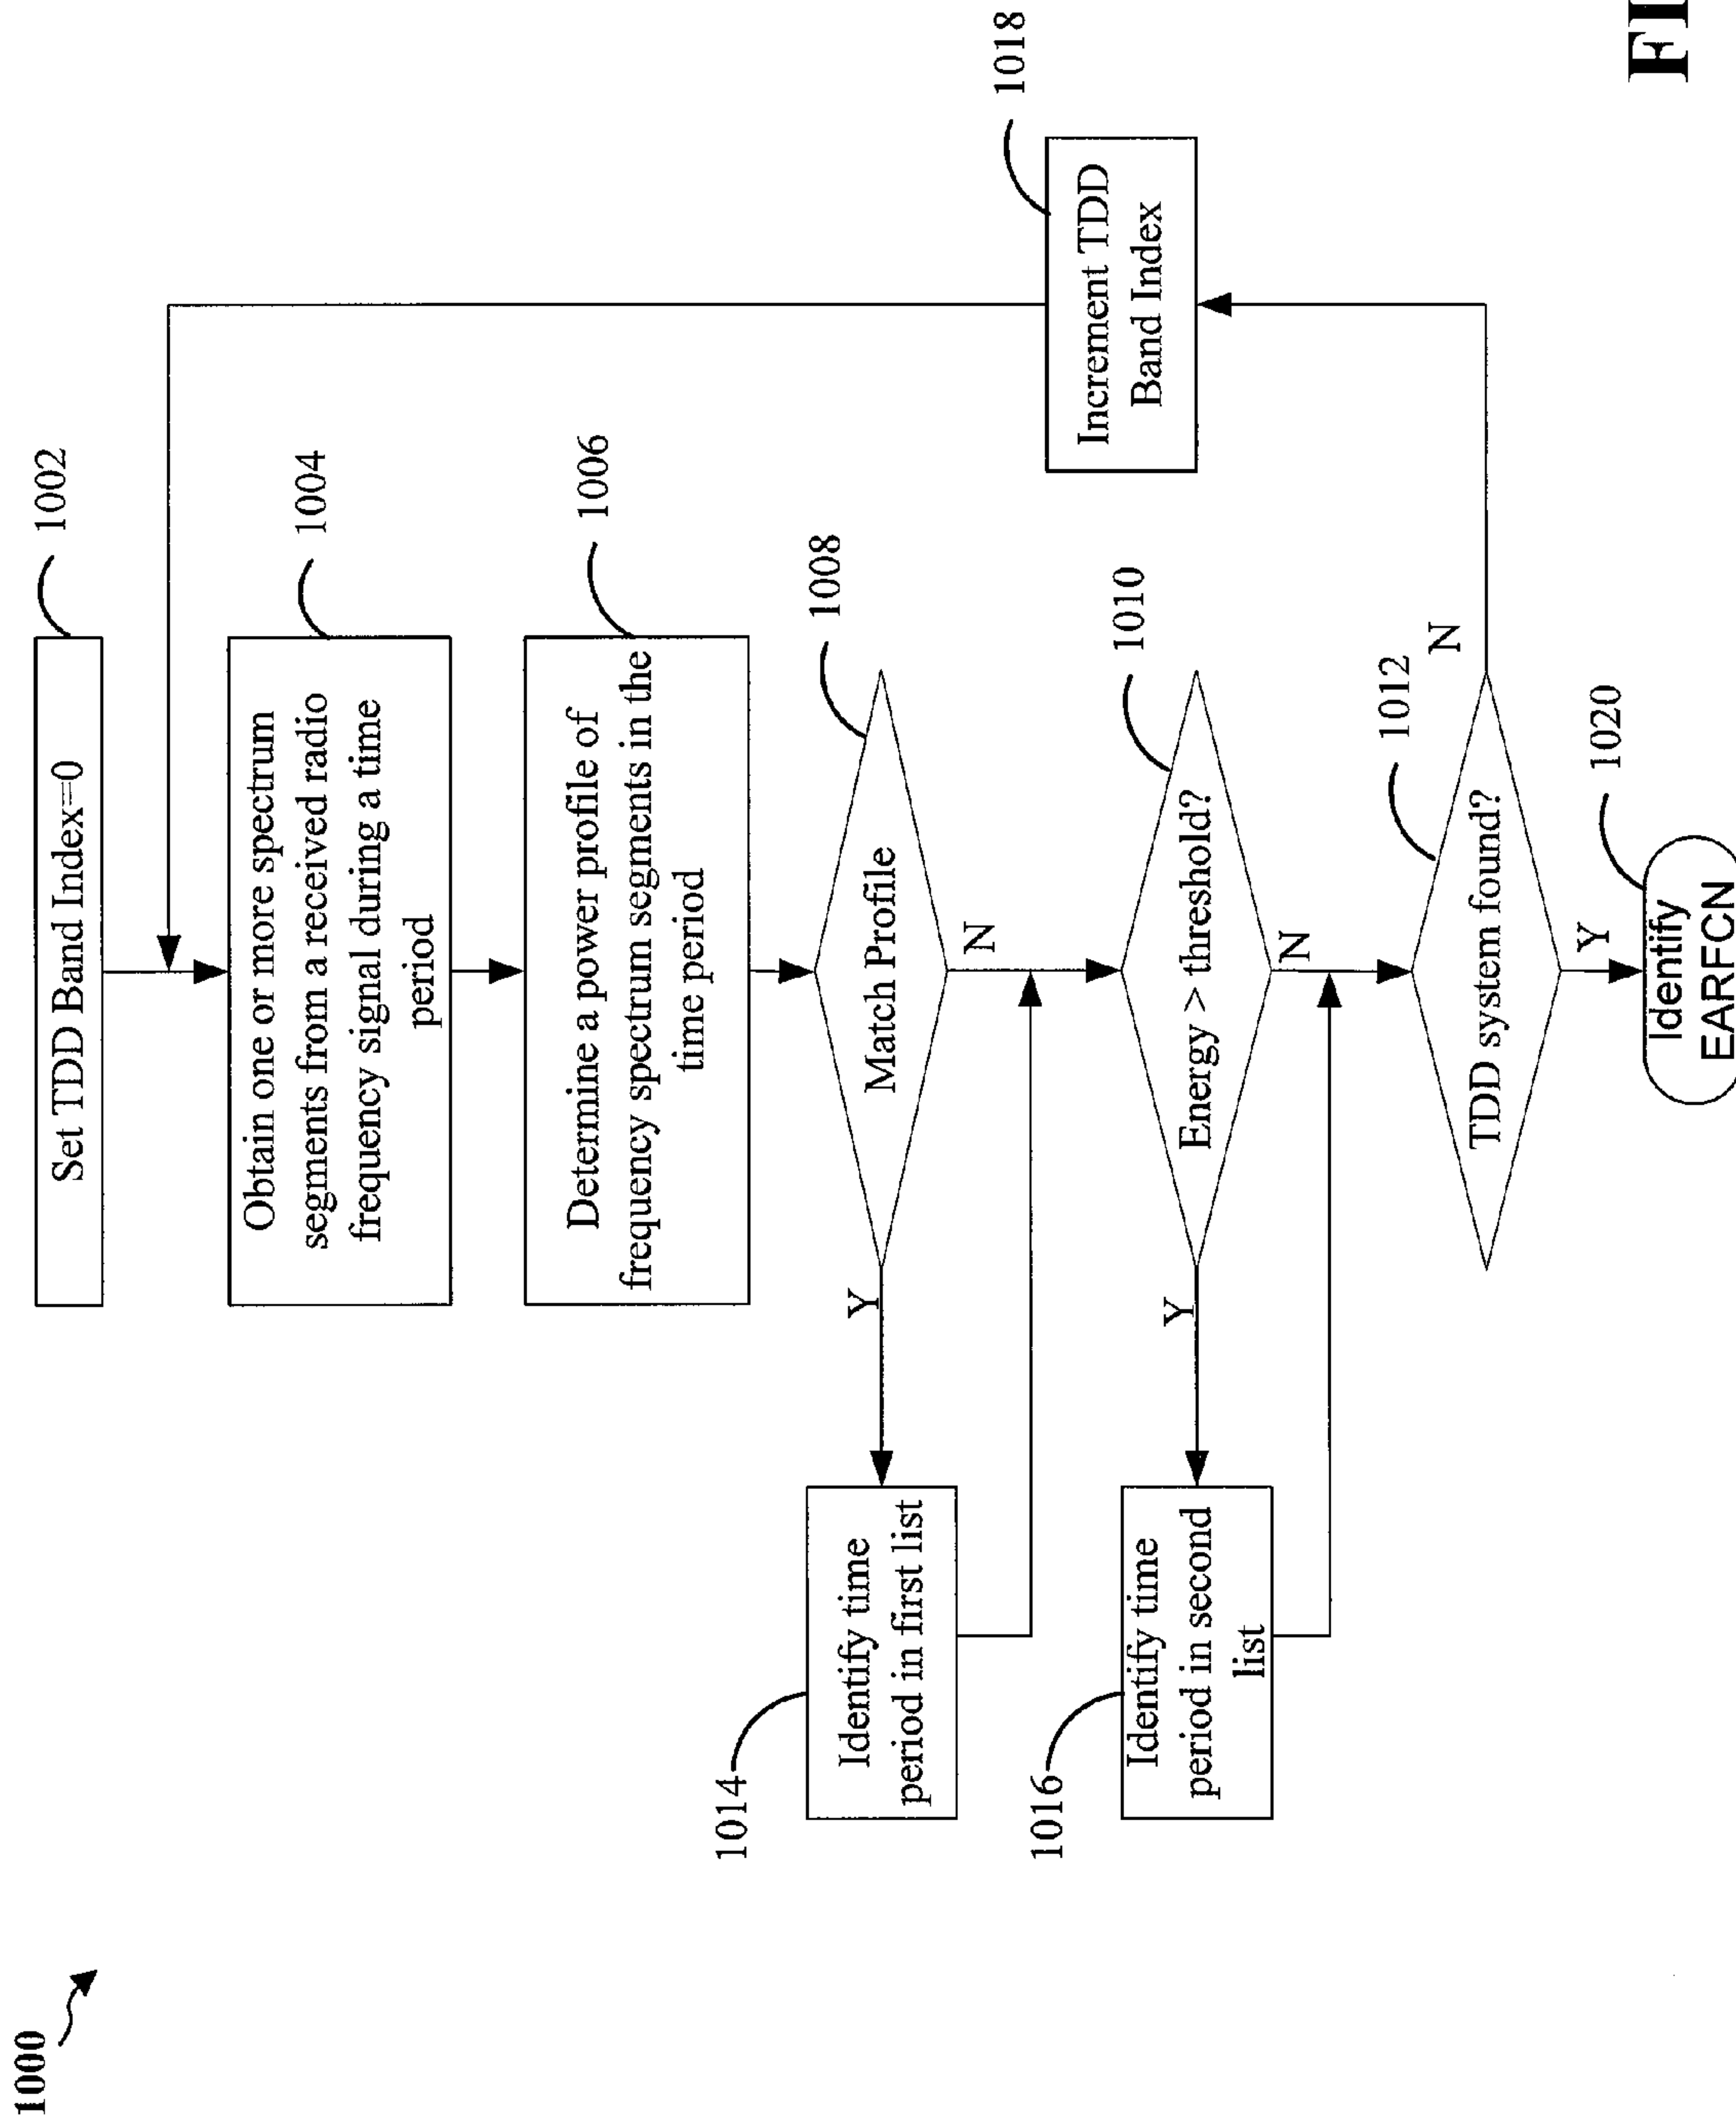 1000
1002
Set TDD Band Index=0
1004
Obtain one or more spectrum
segments from a received radio
frequency signal during a time
period
1006
Determine a power profile of
frequency spectrum segments in the
time period
1008
Match Profile
Y
N
1014
Identify time
period in first list
1010
Energy > threshold?
Y
N
1016
Identify time
period in second
list
1012
TDD system found?
N
Y
1018
Increment TDD
Band Index
1020
Identify
EARFCN